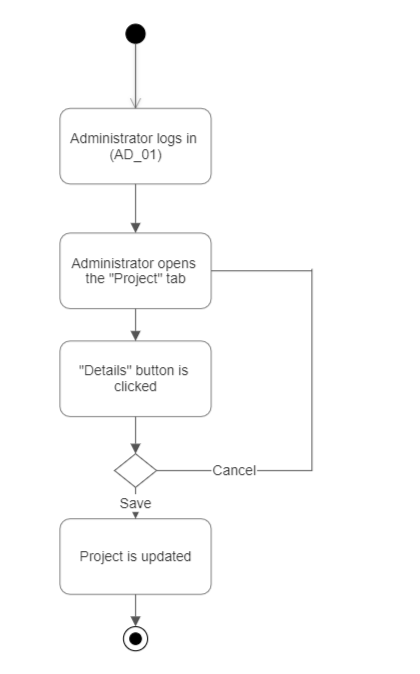 Administrator logs in
(AD_01)
Administrator opens
the "Project" tab
"Details" button is
clicked
Cancel
Save
Project is updated